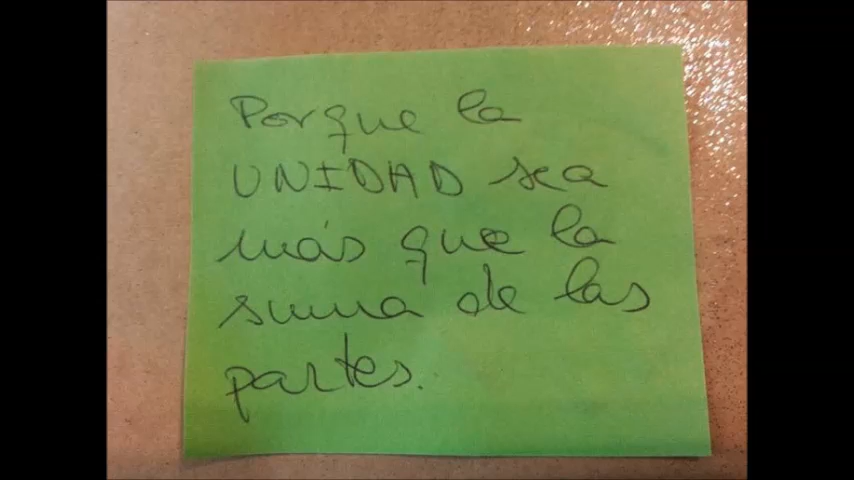 Porque la
UNIDAD sea
más que la
suma de las
partes.